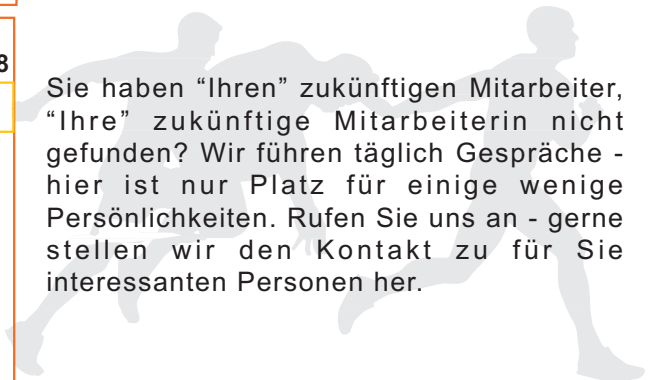 8
Sie haben “Ihren” zukünftigen Mitarbeiter,
“Ihre” zukünftige Mitarbeiterin nicht
gefunden? Wir führen täglich Gespräche -
hier ist nur Platz für einige wenige
Persönlichkeiten. Rufen Sie uns an - gerne
stellen wir den Kontakt zu für Sie
interessanten Personen her.